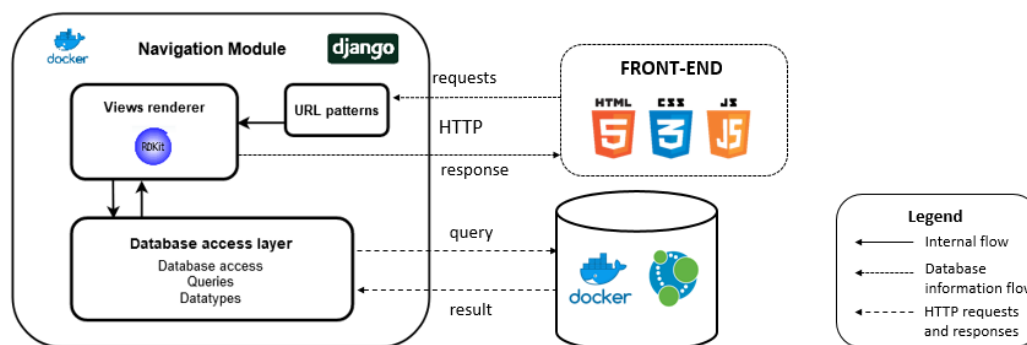 docker
Navigation Module
django
Views renderer
RDKit
URL patterns
requests
HTTP
response
FRONT-END
HTML
5
CSS
3
JS
JS
Database access layer
Database access
Queries
Datatypes
query
result
docker
Legend
Internal flow
Database
information flow
HTTP requests
and responses